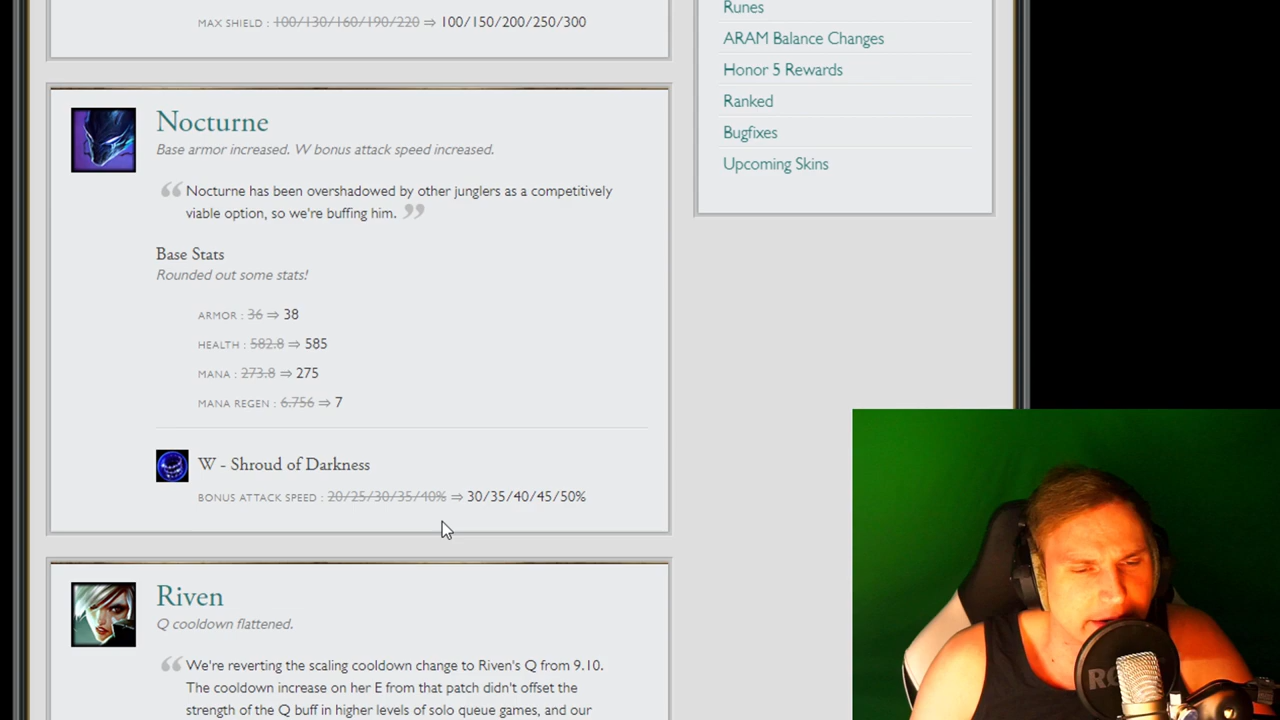 MAX SHIELD : 100/130/160/190/220 ⇒ 100/150/200/250/300
Nocturne
Base armor increased. W bonus attack speed increased.
“ Nocturne has been overshadowed by other junglers as a competitively
viable option, so we're buffing him. ”
Base Stats
Rounded out some stats!
ARMOR : 36 ⇒ 38
HEALTH : 582.8 ⇒ 585
MANA : 273.8 ⇒ 275
MANA REGEN : 6.756 ⇒ 7
W - Shroud of Darkness
BONUS ATTACK SPEED : 20/25/30/35/40% ⇒ 30/35/40/45/50%
Riven
Q cooldown flattened.
“ We're reverting the scaling cooldown change to Riven's Q from 9.10.
The cooldown increase on her E from that patch didn't offset the
strength of the Q buff in higher levels of solo queue games, and our
Runes
ARAM Balance Changes
Honor 5 Rewards
Ranked
Bugfixes
Upcoming Skins